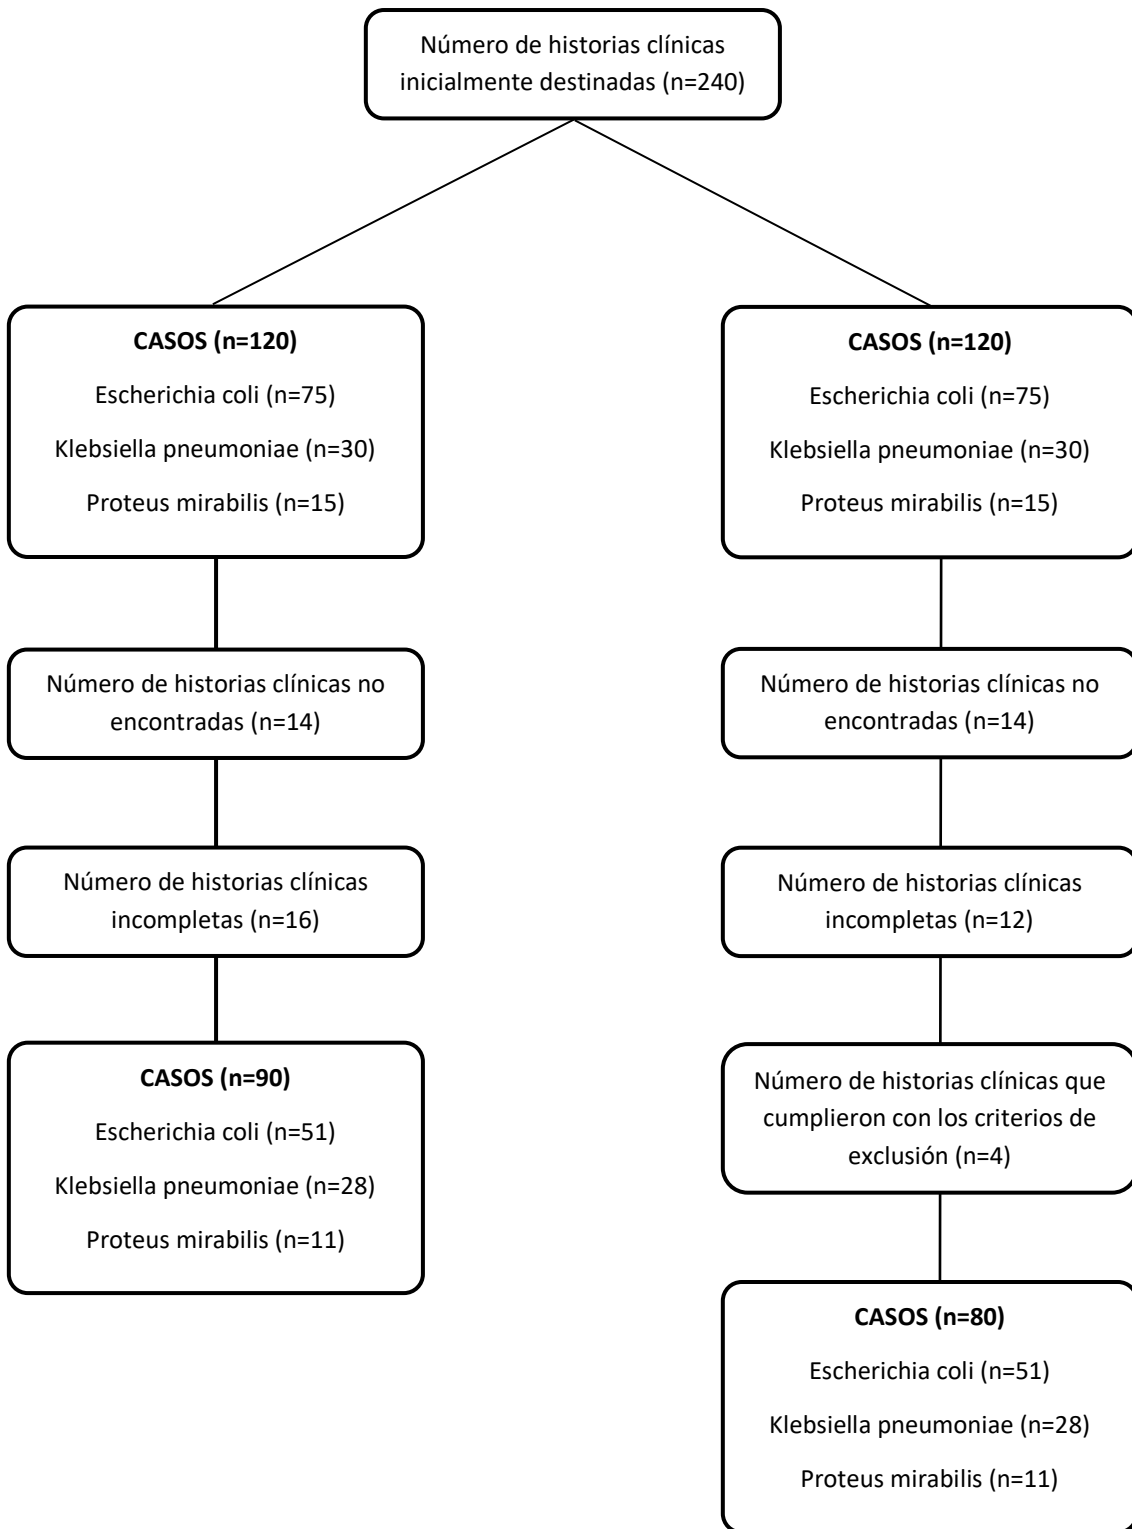 Número de historias clínicas
inicialmente destinadas (n=240)
CASOS (n=120)
Escherichia coli (n=75)
Klebsiella pneumoniae (n=30)
Proteus mirabilis (n=15)
Número de historias clínicas no
encontradas (n=14)
Número de historias clínicas
incompletas (n=16)
CASOS (n=90)
Escherichia coli (n=51)
Klebsiella pneumoniae (n=28)
Proteus mirabilis (n=11)
CASOS (n=120)
Escherichia coli (n=75)
Klebsiella pneumoniae (n=30)
Proteus mirabilis (n=15)
Número de historias clínicas no
encontradas (n=14)
Número de historias clínicas
incompletas (n=12)
Número de historias clínicas que
cumplieron con los criterios de
exclusión (n=4)
CASOS (n=80)
Escherichia coli (n=51)
Klebsiella pneumoniae (n=28)
Proteus mirabilis (n=11)